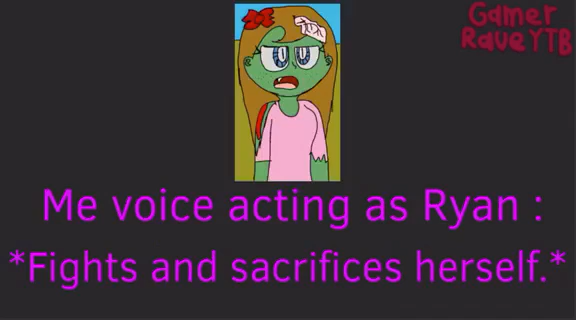 Gamer
RaveYTB
Me voice acting as Ryan :
*Fights and sacrifices herself.*